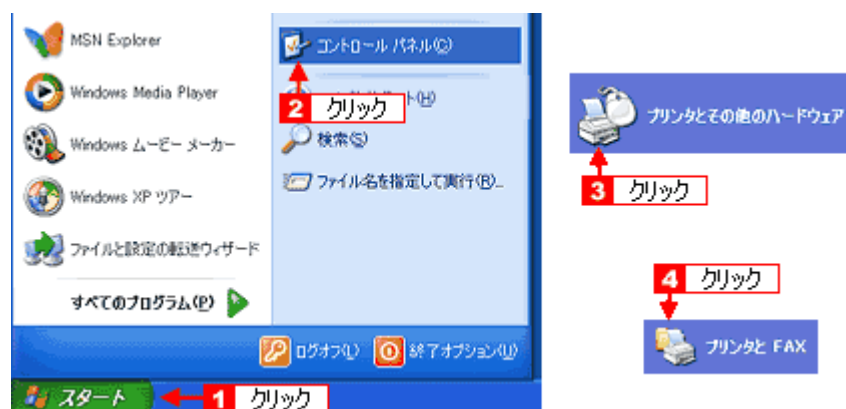 MSN Explorer
Windows Media Player
Windows ムービー メーカー
Windows XP ツアー
ファイルと設定の転送ウィザード
すべてのプログラム(P)
コントロール パネル(C)
2 クリック
ト(H)
検索(S)
ファイル名を指定して実行(R)...
ログオフ(L)
終了オプション(U)
スタート
1 クリック
プリンタとその他のハードウェア
3 クリック
4 クリック
プリンタと FAX